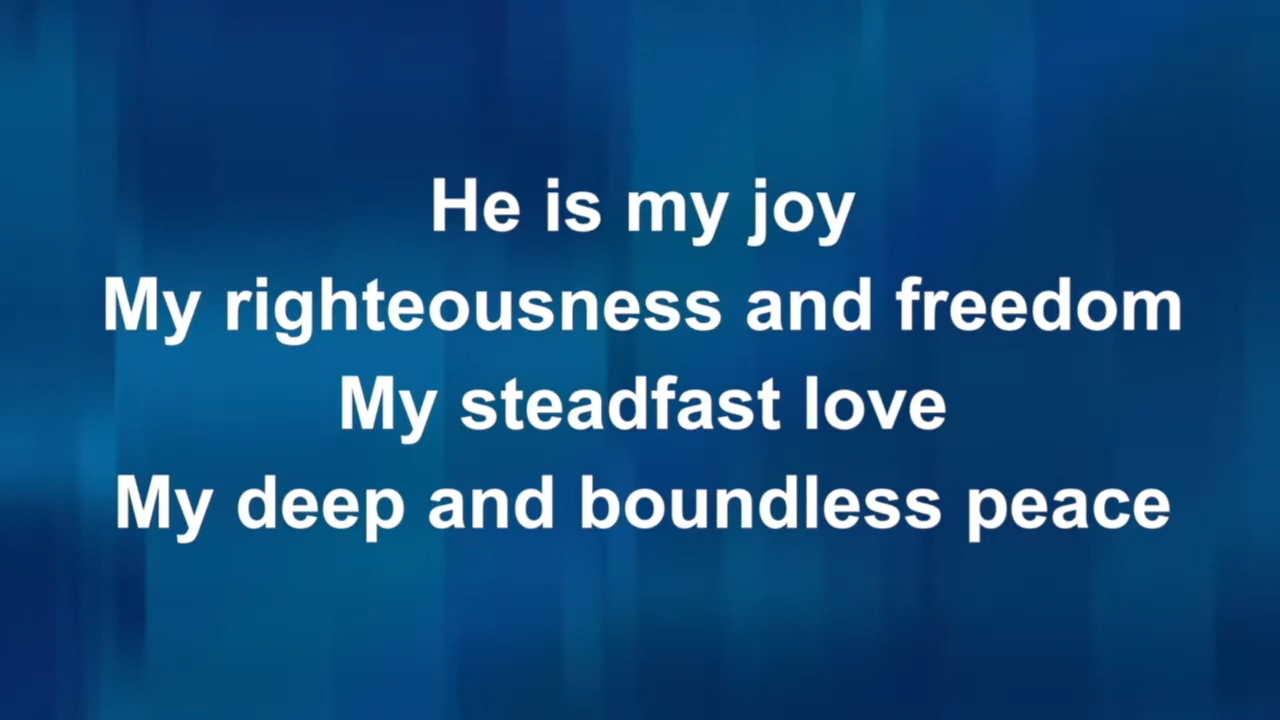 He is my joy
My righteousness and freedom
My steadfast love
My deep and boundless peace